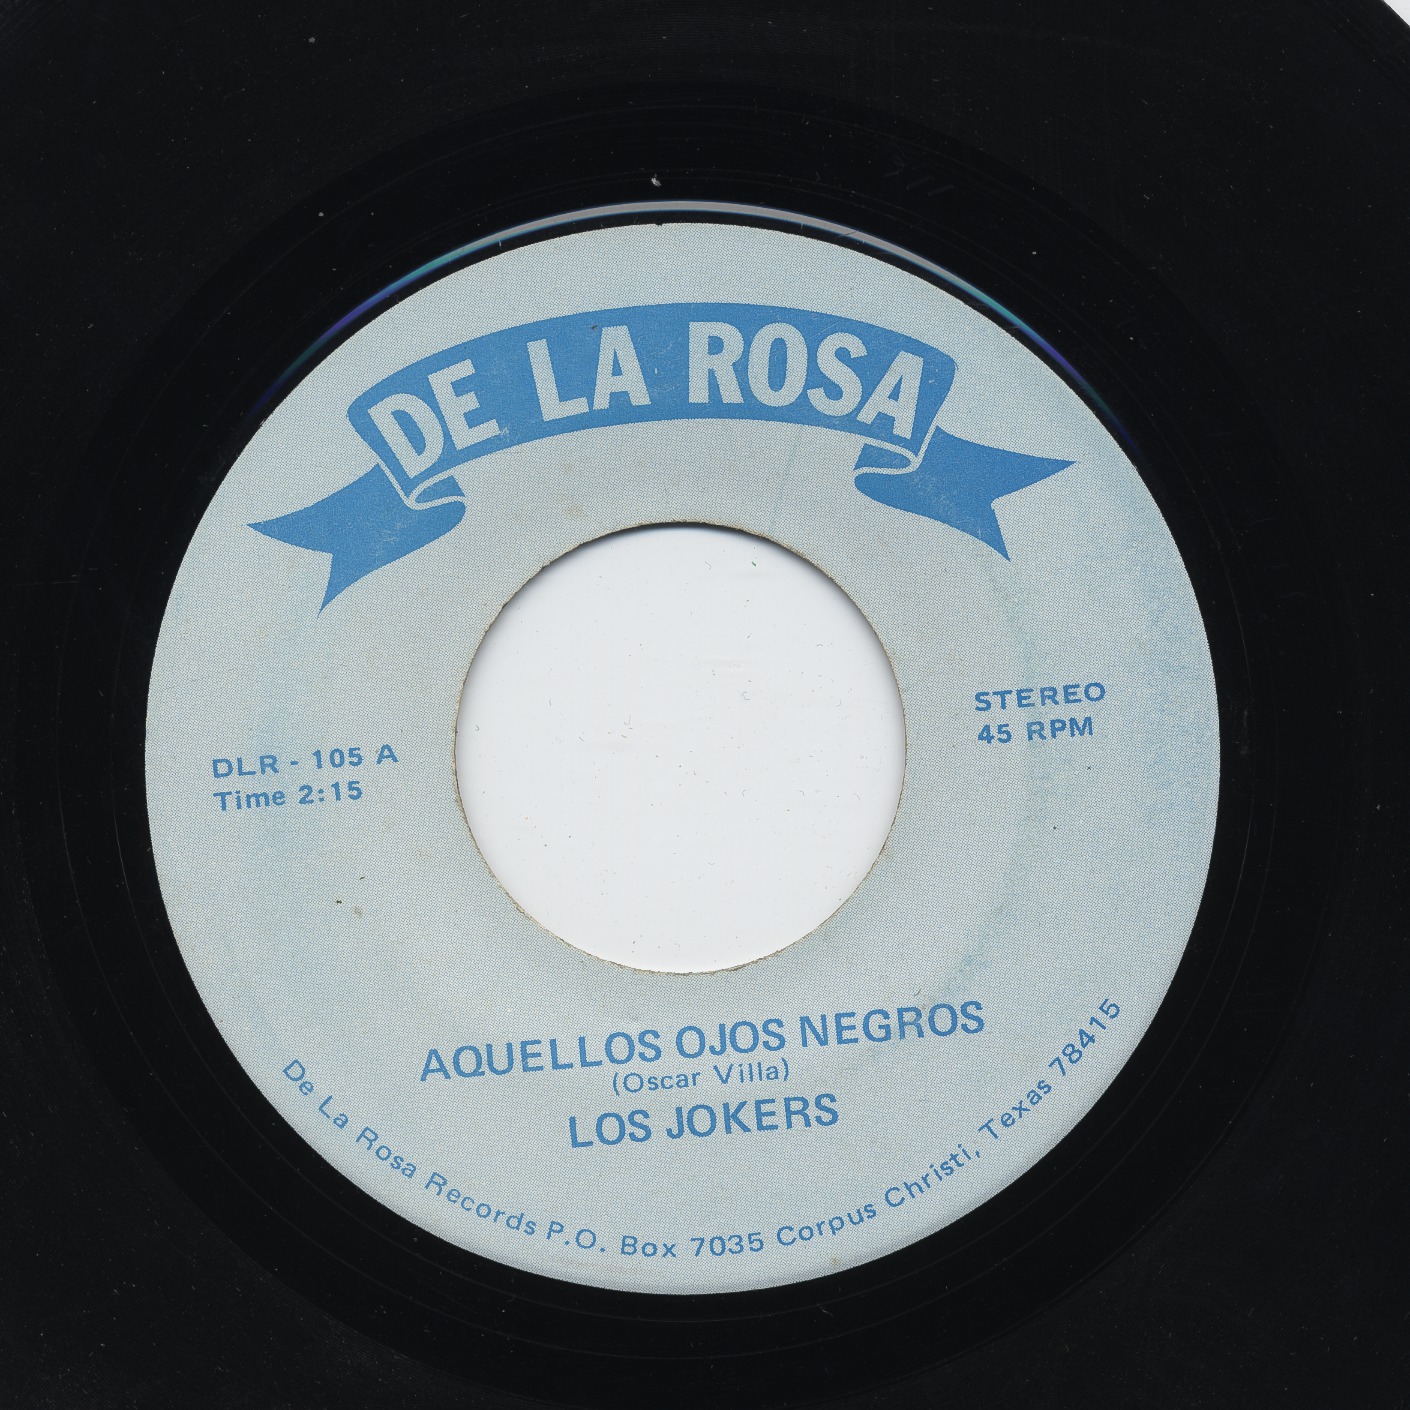 DE LA ROSA
STEREO
45 RPM
DLR - 105 A
Time 2:15
AQUELLOS OJOS NEGROS
(Oscar Villa)
LOS JOKERS
De La Rosa Records P.O. Box 7035 Corpus Christi, Texas 78415